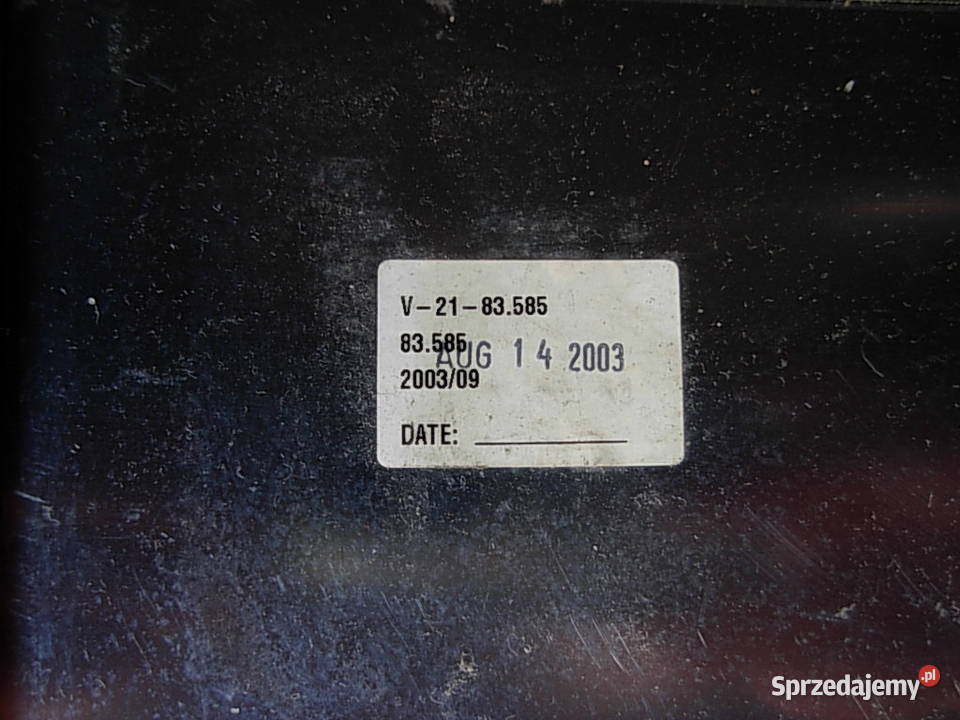 V-21-83.585
83.585
AUG 14 2003
2003/09
DATE:
Sprzedajemy.pl